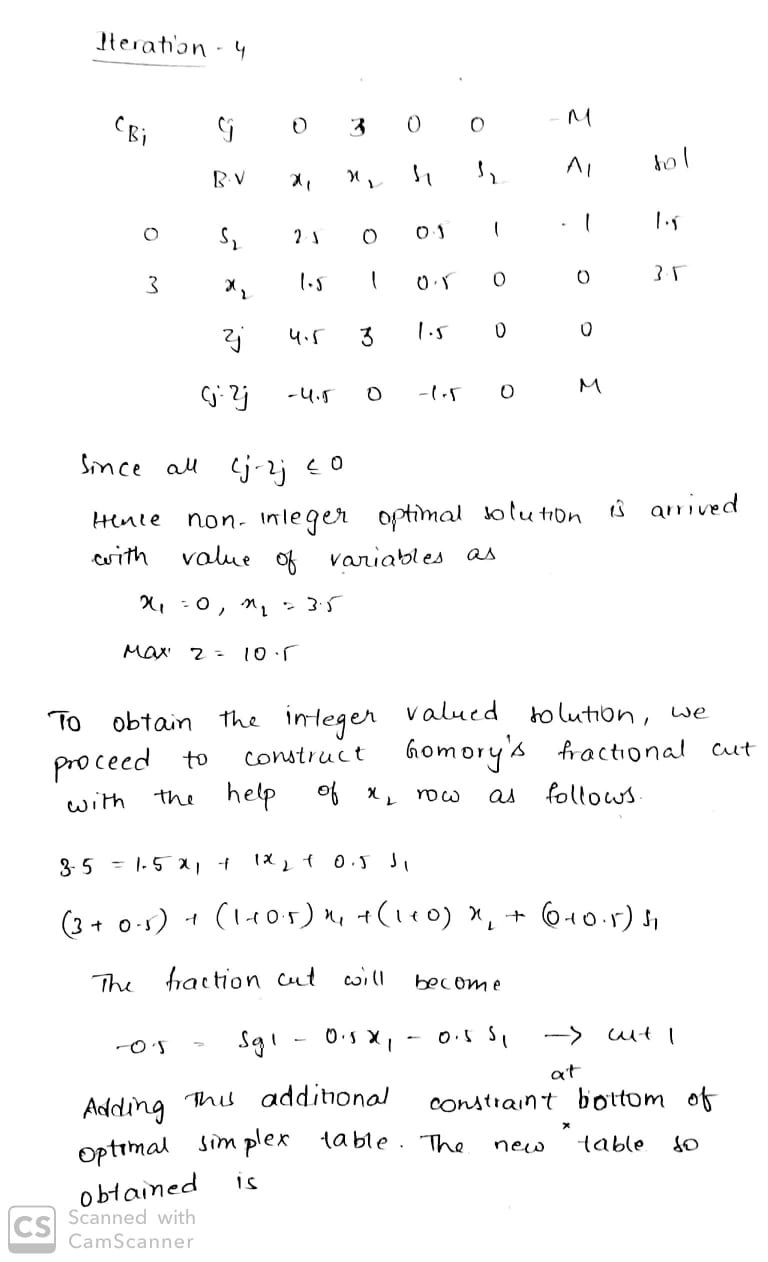 Iteration - 4
CBj Cj 0 3 0 0 -M
B.V x1 x2 s1 s2 A1 sol
0 s2 2.5 0 0.5 1 -1 1.5
3 x2 1.5 1 0.5 0 0 3.5
zj 4.5 3 1.5 0 0
Cj-zj -4.5 0 -1.5 0 M
Since all cj-zj ≤ 0
Hence non-integer optimal solution is arrived
with value of variables as
x1 = 0, x2 = 3.5
Max z = 10.5
To obtain the integer valued solution, we
proceed to construct Gomory's fractional cut
with the help of x2 row as follows.
3.5 = 1.5 x1 + 1x2 + 0.5 s1
(3 + 0.5) + (1+0.5) x1 + (1+0) x2 + (0+0.5) s1
The fraction cut will become
-0.5 = sg1 - 0.5 x1 - 0.5 s1 → cut 1
at
Adding This additional constraint bottom of
optimal simplex table. The new x table so
obtained is
CS Scanned with
CamScanner